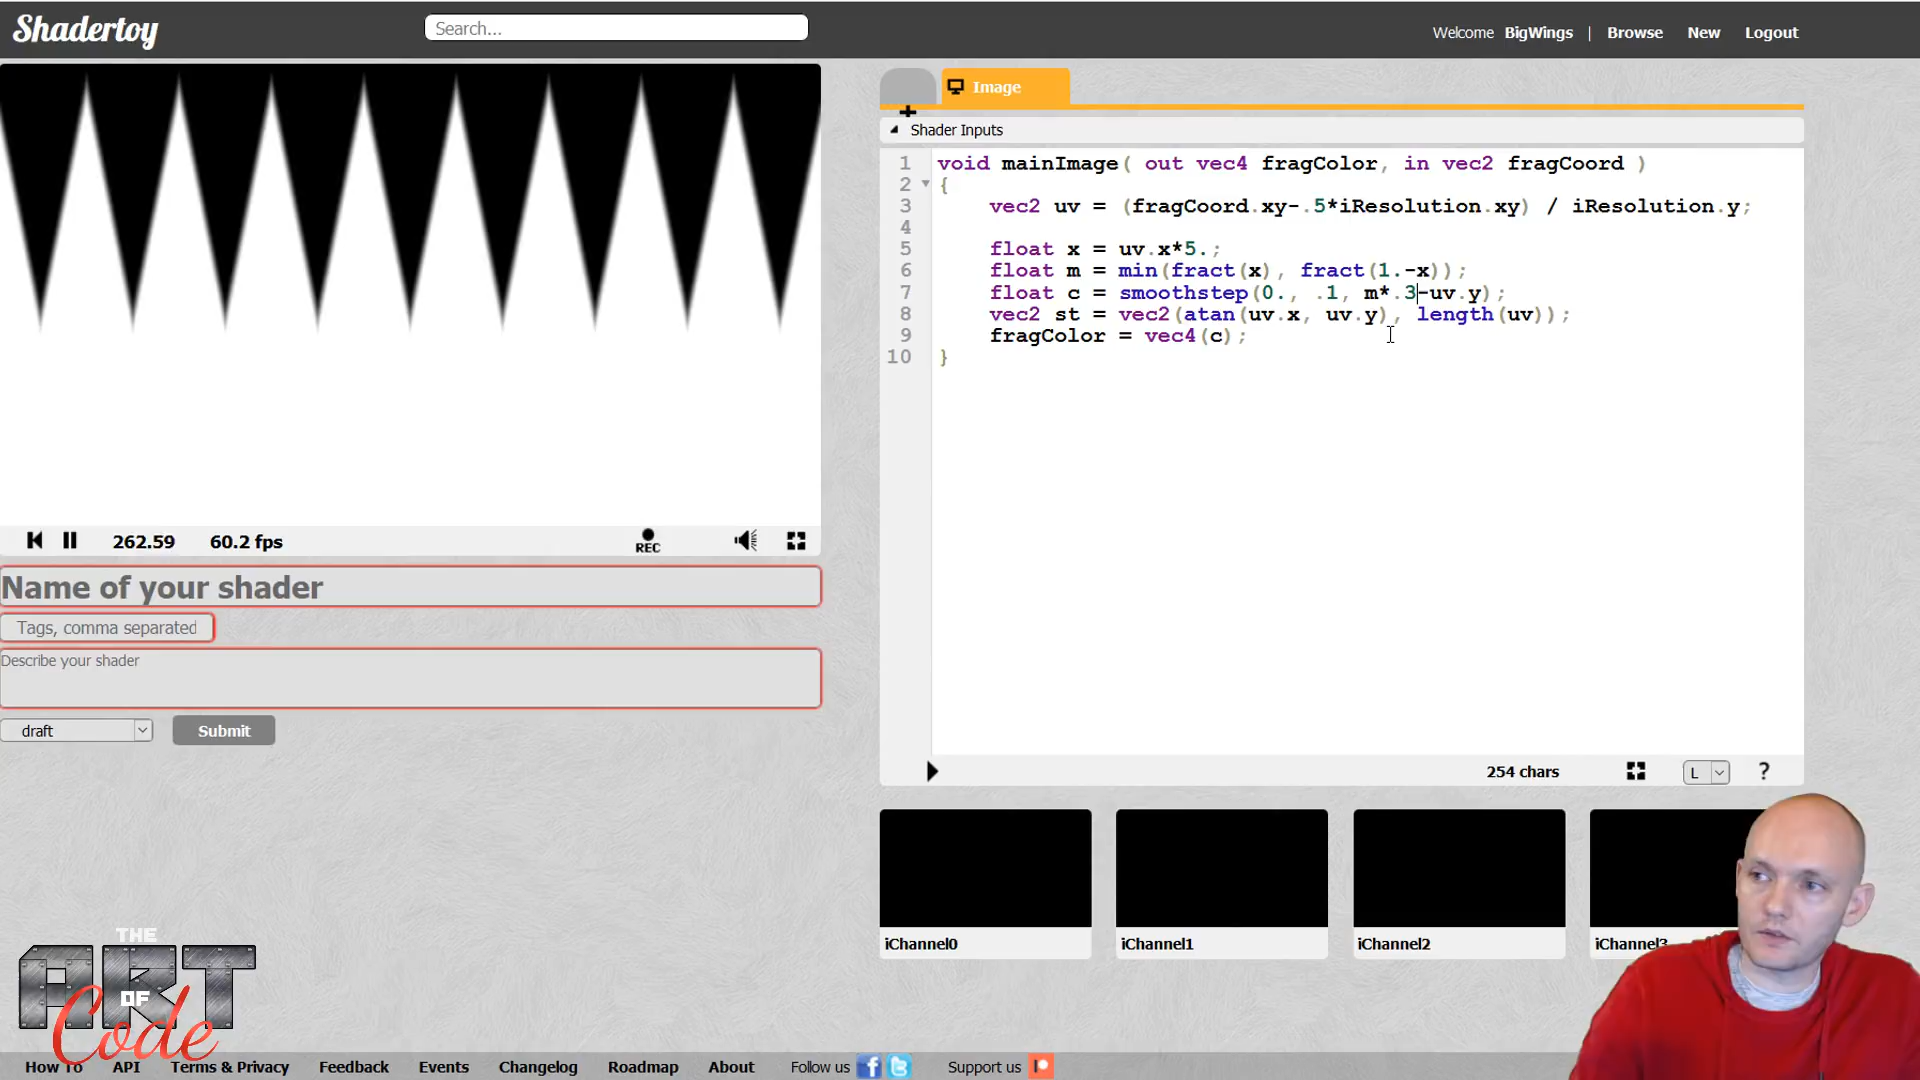 Shadertoy
Search...
Welcome BigWings | Browse New Logout
Image
Shader Inputs
1 void mainImage( out vec4 fragColor, in vec2 fragCoord )
2 {
3 vec2 uv = (fragCoord.xy-.5*iResolution.xy) / iResolution.y;
4
5 float x = uv.x*5.;
6 float m = min(fract(x), fract(1.-x));
7 float c = smoothstep(0., .1, m*.3-uv.y);
8 vec2 st = vec2(atan(uv.x, uv.y), length(uv));
9 fragColor = vec4(c);
10 }
262.59 60.2 fps
REC
Name of your shader
Tags, comma separated
Describe your shader
draft Submit
254 chars L ?
iChannel0 iChannel1 iChannel2 iChannel3
THE
ART
OF
Code
How To API Terms & Privacy Feedback Events Changelog Roadmap About Follow us Support us